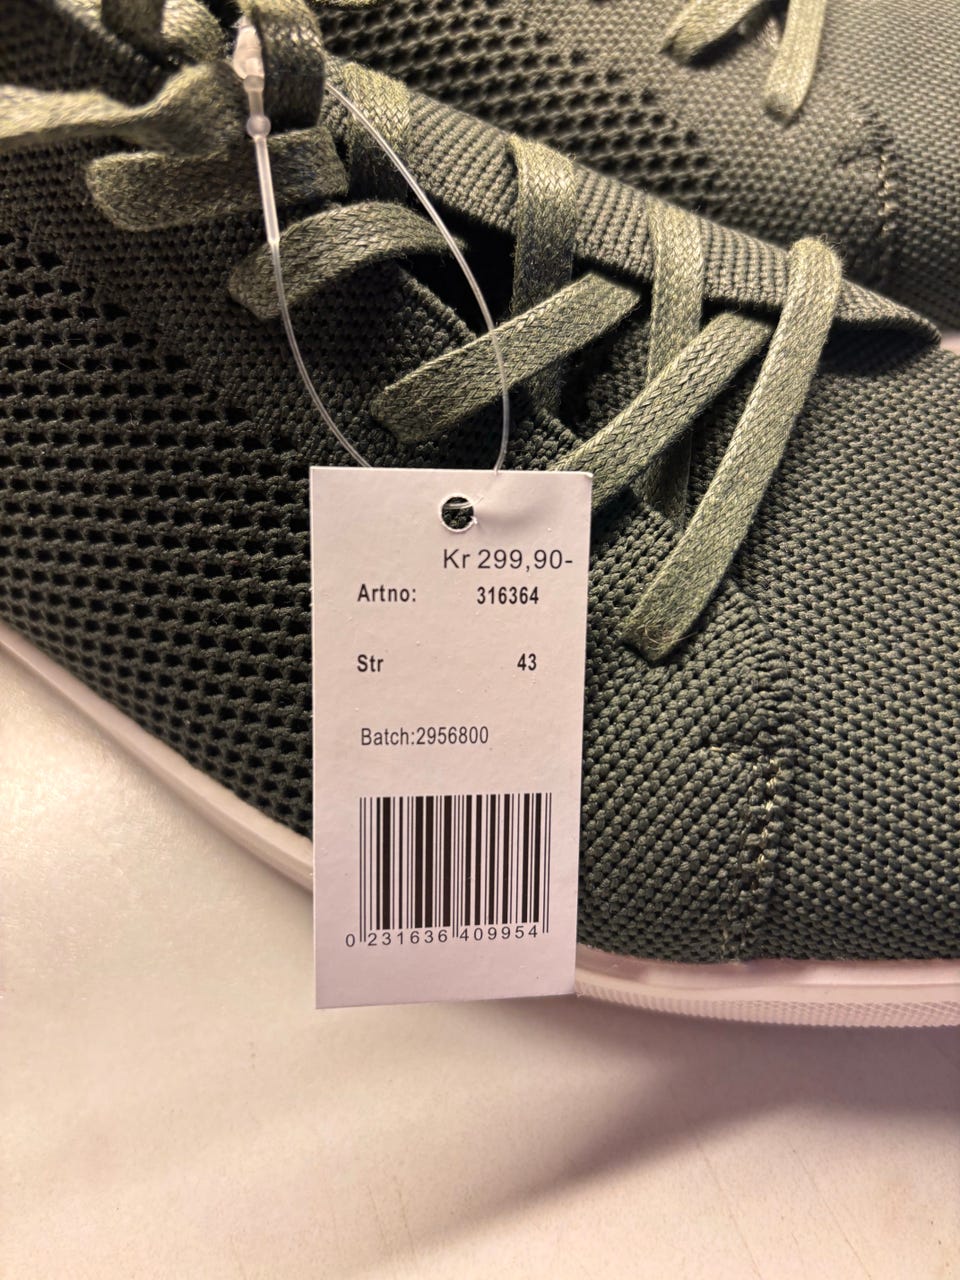 Kr 299,90-
Artno: 316364
Str 43
Batch:2956800
0 231636 409954